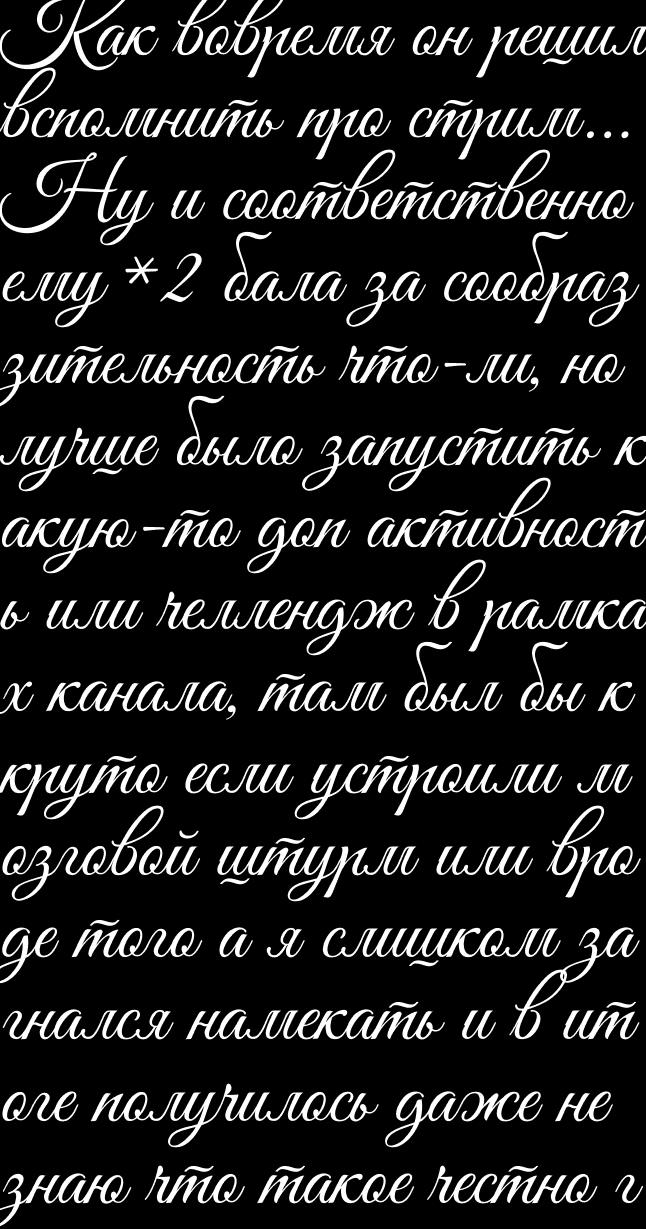 Как вовремя он решил
вспомнить про стрим...
Ну и соответственно
ему *2 бала за сообраз
зительность что-ли, но
лучше было запустить к
акую-то доп активност
ь или челлендж в рамка
х канала, там был бы к
круто если устроили м
озговой штурм или вро
де того а я слишком за
гнался намекать и в ит
оге получилось даже не
знаю что такое честно г